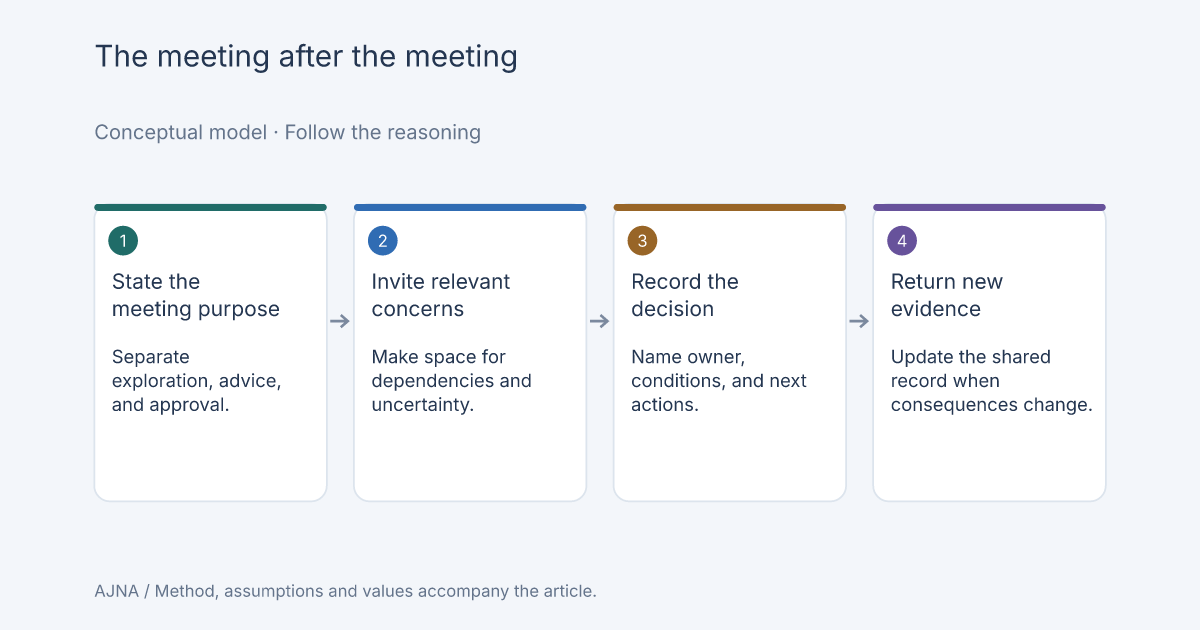 The meeting after the meeting
Conceptual model · Follow the reasoning
1
State the
meeting purpose
Separate
exploration, advice,
and approval.
2
Invite relevant
concerns
Make space for
dependencies and
uncertainty.
3
Record the
decision
Name owner,
conditions, and next
actions.
4
Return new
evidence
Update the shared
record when
consequences change.
AJNA / Method, assumptions and values accompany the article.